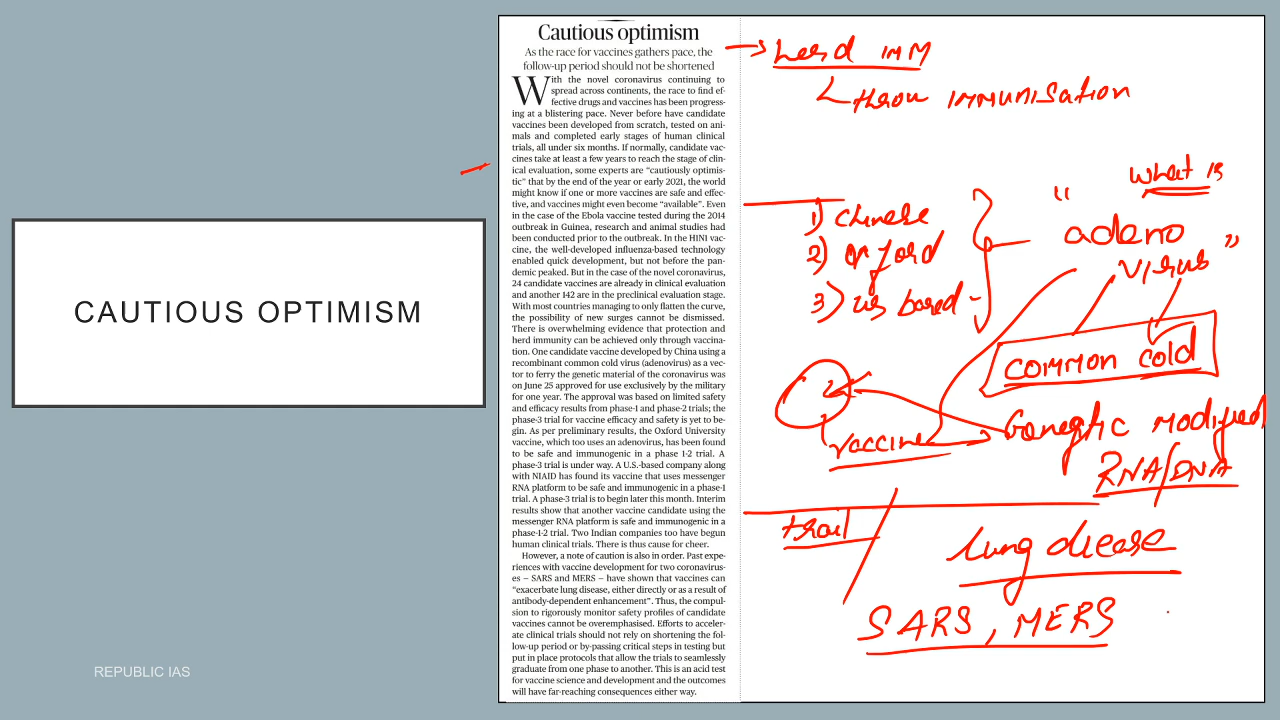 CAUTIOUS OPTIMISM
REPUBLIC IAS
Cautious optimism
As the race for vaccines gathers pace, the
follow-up period should not be shortened
With the novel coronavirus continuing to
spread across continents, the race to find ef-
fective drugs and vaccines has been progress-
ing at a blistering pace. Never before have candidate
vaccines been developed from scratch, tested on ani-
mals and completed early stages of human clinical
trials, all under six months. If normally, candidate vac-
cines take at least a few years to reach the stage of clin-
ical evaluation, some experts are “cautiously optimis-
tic” that by the end of the year or early 2021, the world
might know if one or more vaccines are safe and effec-
tive, and vaccines might even become “available”. Even
in the case of the Ebola vaccine tested during the 2014
outbreak in Guinea, research and animal studies had
been conducted prior to the outbreak. In the H1N1 vac-
cine, the well-developed influenza-based technology
enabled quick development, but not before the pan-
demic peaked. But in the case of the novel coronavirus,
24 candidate vaccines are already in clinical evaluation
and another 142 are in the preclinical evaluation stage.
With most countries managing to only flatten the curve,
the possibility of new surges cannot be dismissed.
There is overwhelming evidence that protection and
herd immunity can be achieved only through vaccina-
tion. One candidate vaccine developed by China using a
recombinant common cold virus (adenovirus) as a vec-
tor to ferry the genetic material of the coronavirus was
on June 25 approved for use exclusively by the military
for one year. The approval was based on limited safety
and efficacy results from phase-1 and phase-2 trials; the
phase-3 trial for vaccine efficacy and safety is yet to be-
gin. As per preliminary results, the Oxford University
vaccine, which too uses an adenovirus, has been found
to be safe and immunogenic in a phase 1-2 trial. A
phase-3 trial is under way. A U.S.-based company along
with NIAID has found its vaccine that uses messenger
RNA platform to be safe and immunogenic in a phase-1
trial. A phase-3 trial is to begin later this month. Interim
results show that another vaccine candidate using the
messenger RNA platform is safe and immunogenic in a
phase-1-2 trial. Two Indian companies too have begun
human clinical trials. There is thus cause for cheer.
However, a note of caution is also in order. Past expe-
riences with vaccine development for two coronavirus-
es — SARS and MERS — have shown that vaccines can
“exacerbate lung disease, either directly or as a result of
antibody-dependent enhancement”. Thus, the compul-
sion to rigorously monitor safety profiles of candidate
vaccines cannot be overemphasised. Efforts to acceler-
ate clinical trials should not rely on shortening the fol-
low-up period or by-passing critical steps in testing but
put in place protocols that allow the trials to seamlessly
graduate from one phase to another. This is an acid test
for vaccine science and development and the outcomes
will have far-reaching consequences either way.
herd imm
throu immunisation
what is
1) chinese
2) oxford
3) us based
"adeno
virus"
common cold
vaccine
Genetic modified
RNA/DNA
trail
lung diease
SARS, MERS